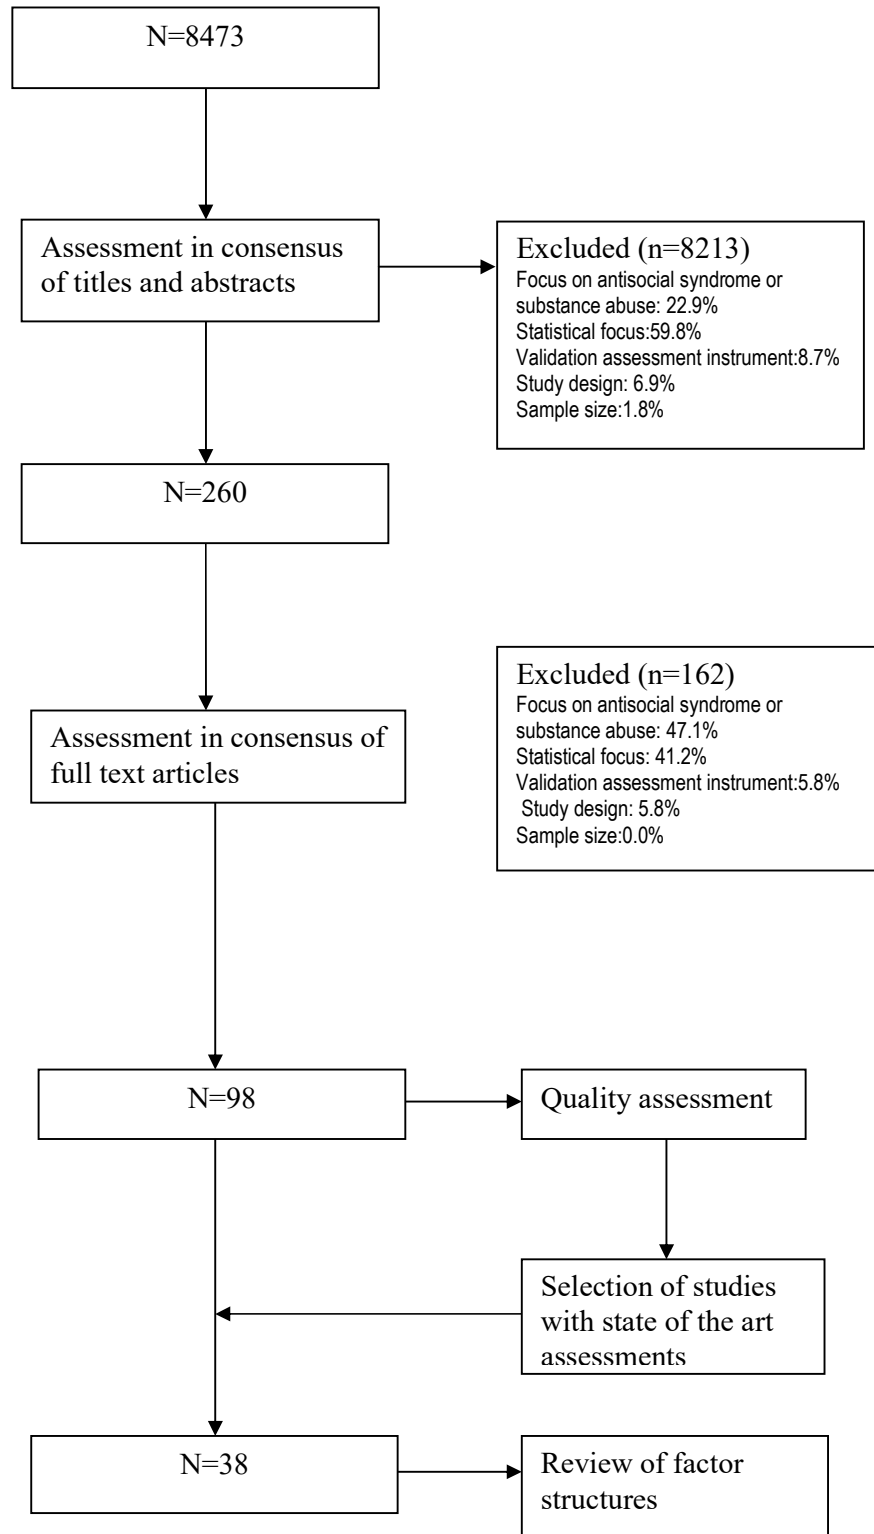 N=8473
Assessment in consensus
of titles and abstracts
Excluded (n=8213)
Focus on antisocial syndrome or
substance abuse: 22.9%
Statistical focus:59.8%
Validation assessment instrument:8.7%
Study design: 6.9%
Sample size:1.8%
N=260
Excluded (n=162)
Focus on antisocial syndrome or
substance abuse: 47.1%
Statistical focus: 41.2%
Validation assessment instrument:5.8%
Study design: 5.8%
Sample size:0.0%
Assessment in consensus of
full text articles
N=98
Quality assessment
Selection of studies
with state of the art
assessments
N=38
Review of factor
structures